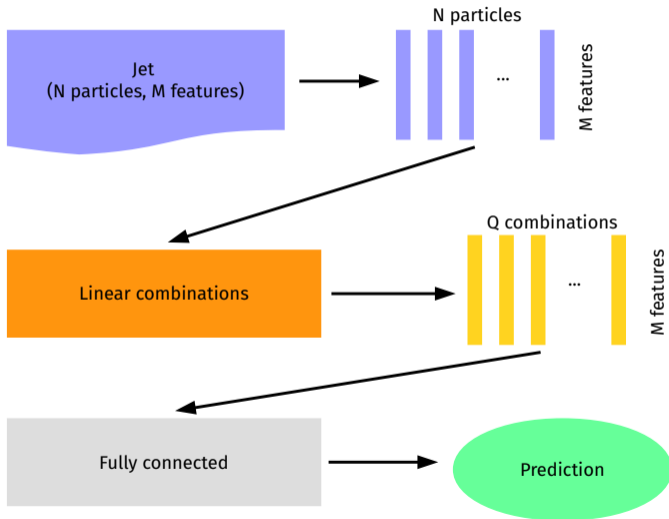 N particles
Jet
(N particles, M features)
...
M features
Q combinations
Linear combinations
...
M features
Fully connected
Prediction